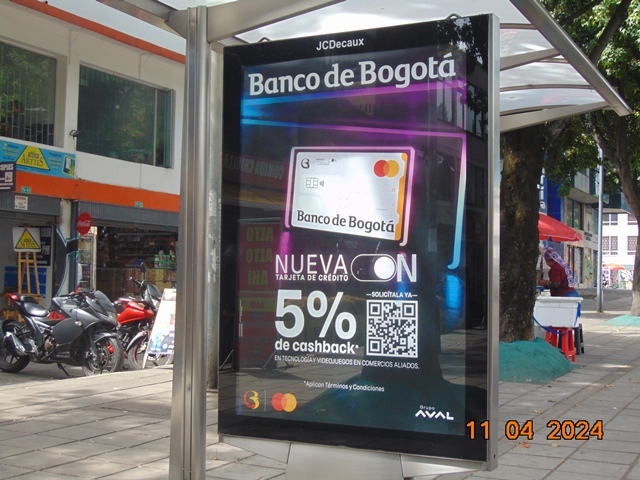 JCDecaux
Banco de Bogotá
Banco de Bogotá
NUEVA ON
TARJETA DE CRÉDITO
SOLICÍTALA YA
5%
de cashback*
EN TECNOLOGÍA Y VIDEOJUEGOS EN COMERCIOS ALIADOS.
*Aplican Términos y Condiciones
Grupo
AVAL
11 04 2024